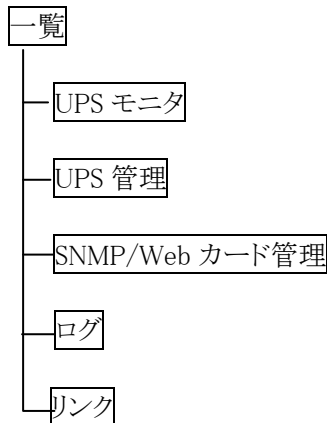 一覧
UPS モニタ
UPS 管理
SNMP/Web カード管理
ログ
リンク